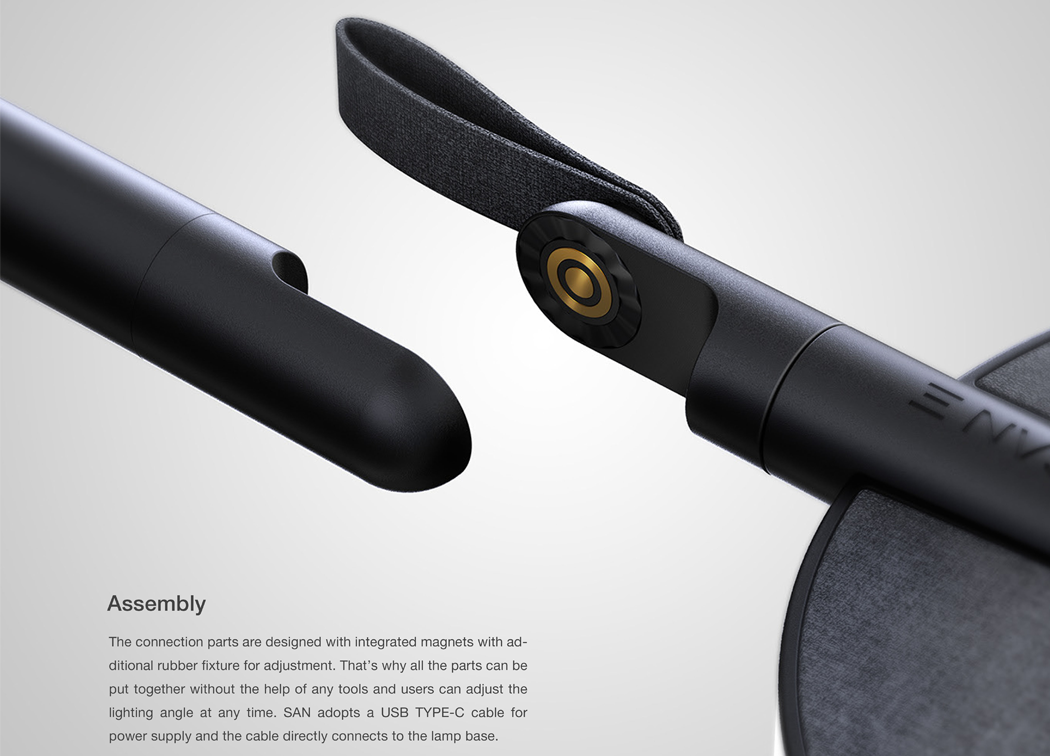 Assembly
The connection parts are designed with integrated magnets with ad-
ditional rubber fixture for adjustment. That's why all the parts can be
put together without the help of any tools and users can adjust the
lighting angle at any time. SAN adopts a USB TYPE-C cable for
power supply and the cable directly connects to the lamp base.